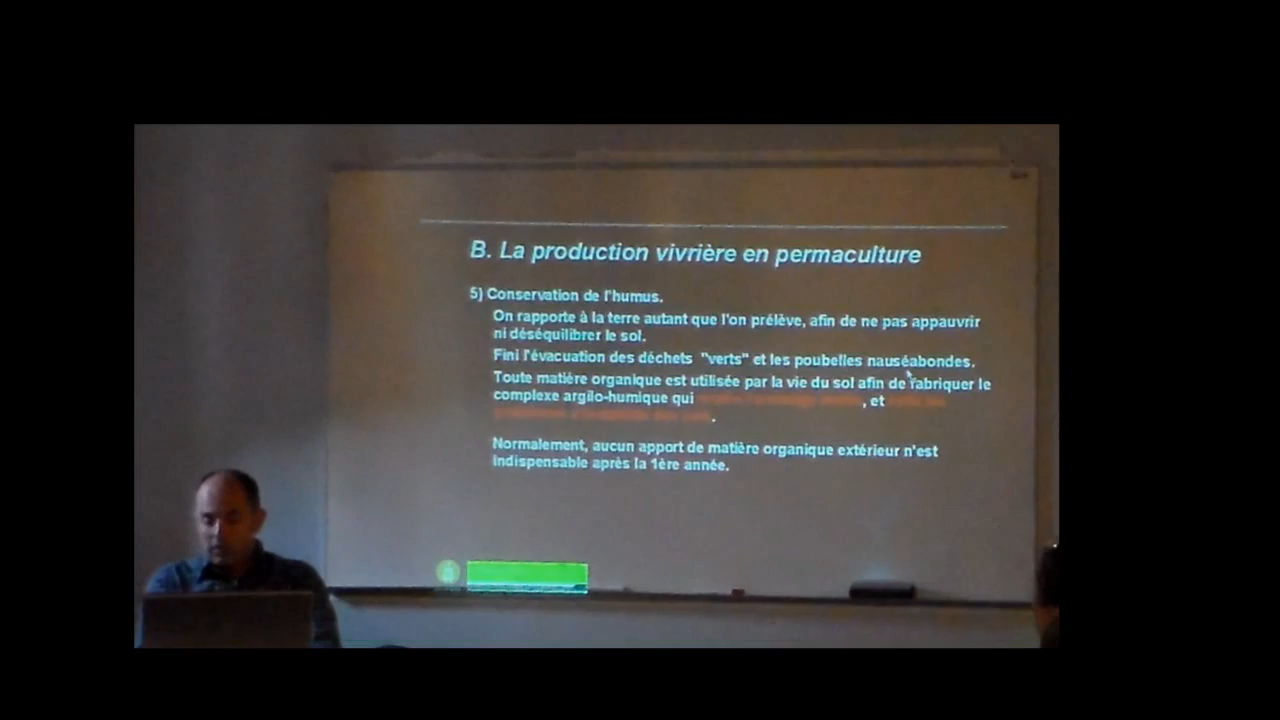 B. La production vivrière en permaculture
5) Conservation de l'humus.
On rapporte à la terre autant que l'on prélève, afin de ne pas appauvrir
ni déséquilibrer le sol.
Fini l'évacuation des déchets "verts" et les poubelles nauséabondes.
Toute matière organique est utilisée par la vie du sol afin de fabriquer le
complexe argilo-humique qui , et
.
Normalement, aucun apport de matière organique extérieur n'est
indispensable après la 1ère année.